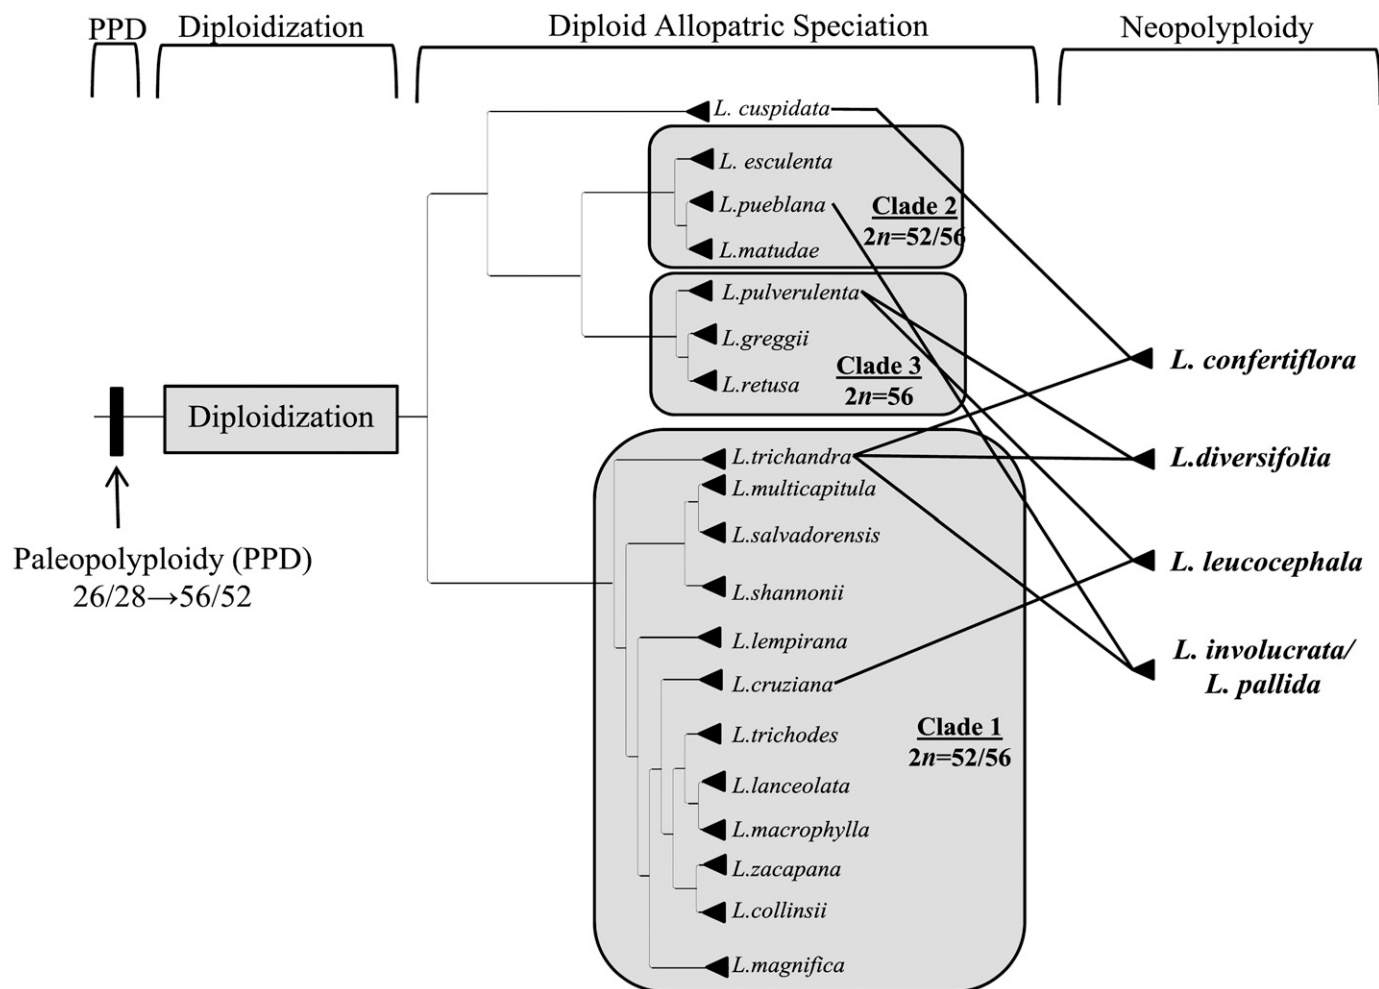 PPD
Diploidization
Diploid Allopatric Speciation
Neopolyploidy
L. cuspidata
L. esculenta
L.pueblana
L.matudae
Clade 2
2n=52/56
L.pulverulenta
L.greggii
L.retusa
Clade 3
2n=56
Diploidization
Paleopolyploidy (PPD)
26/28→56/52
L.trichandra
L.multicapitula
L.salvadorensis
L.shannonii
L.lempirana
L.cruziana
L.trichodes
L.lanceolata
L.macrophylla
L.zacapana
L.collinsii
L.magnifica
Clade 1
2n=52/56
L. confertiflora
L.diversifolia
L. leucocephala
L. involucrata/
L. pallida